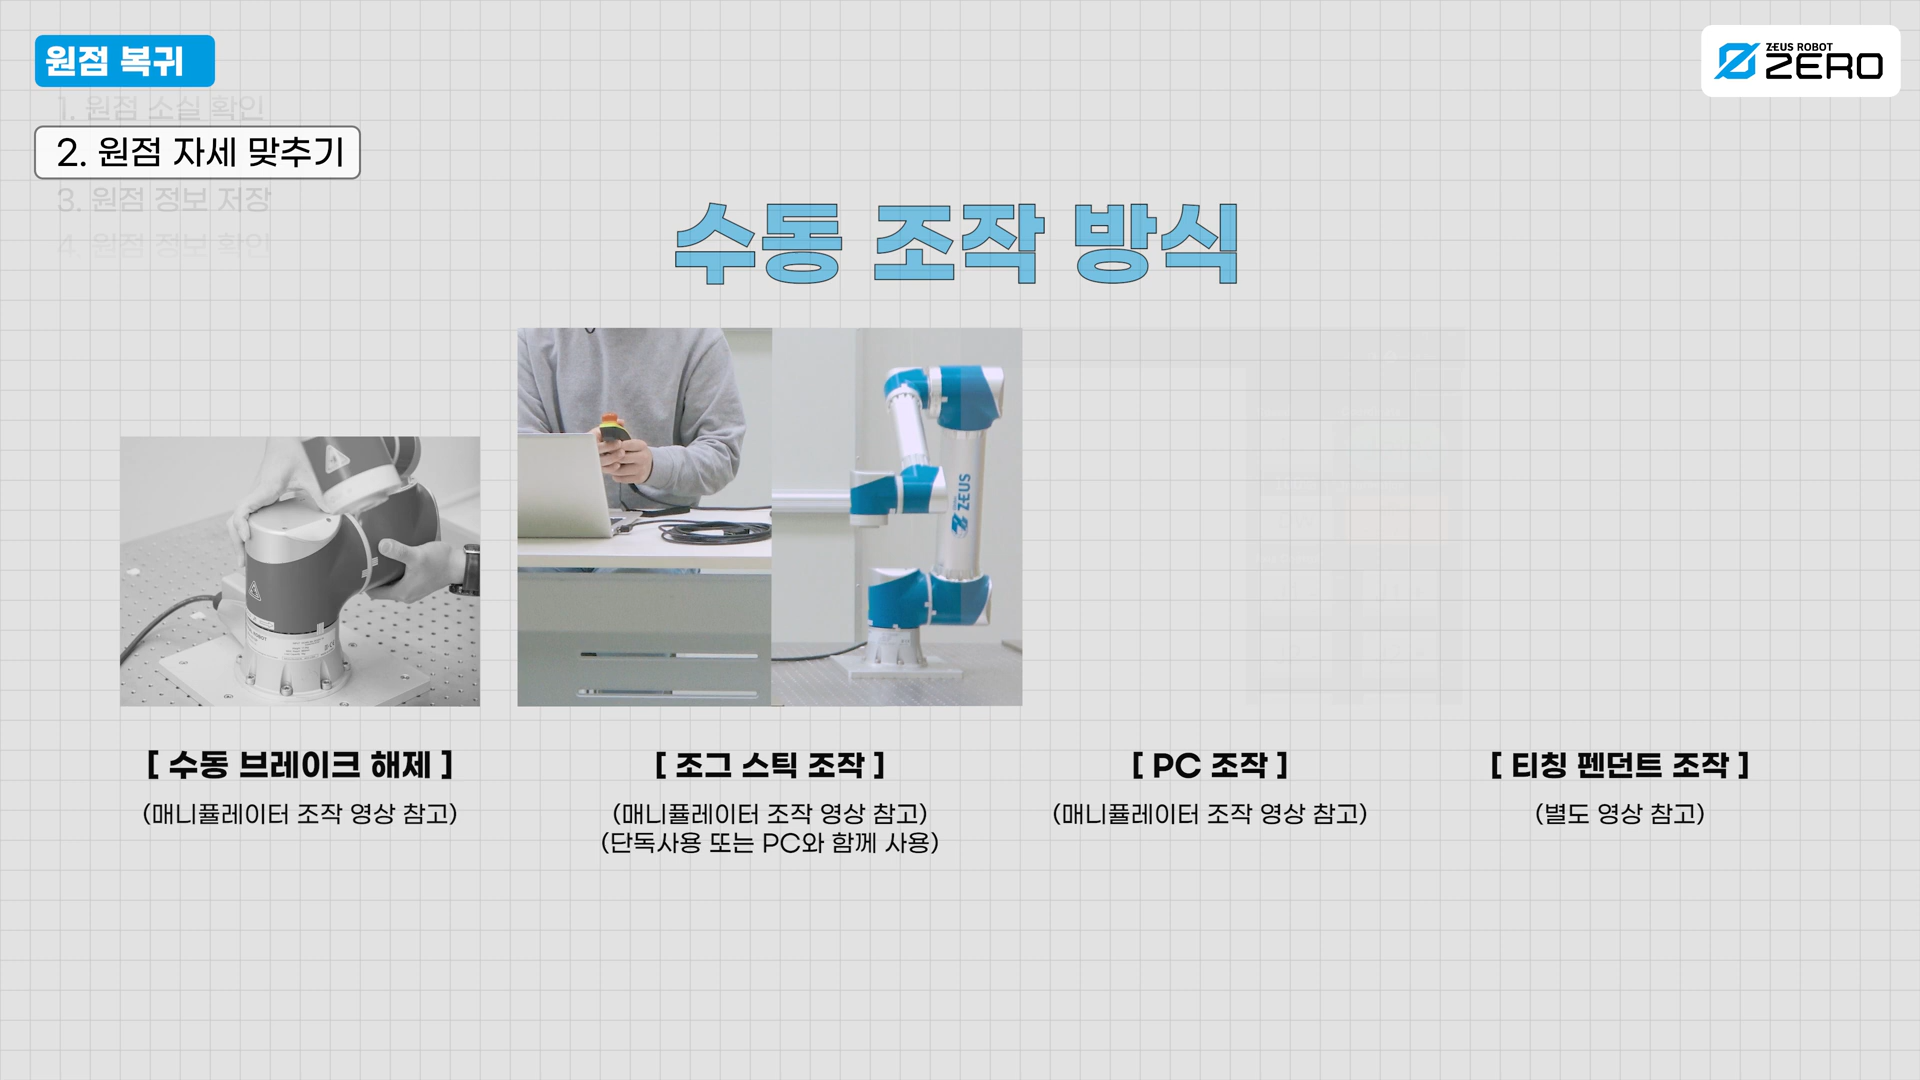 원점 복귀
ZEUS ROBOT
ZERO
1. 원점 소실 확인
2. 원점 자세 맞추기
3. 원점 정보 저장
4. 원점 정보 확인
수동 조작 방식
ZEUS
[ 수동 브레이크 해제 ]
(매니퓰레이터 조작 영상 참고)
[ 조그 스틱 조작 ]
(매니퓰레이터 조작 영상 참고)
(단독사용 또는 PC와 함께 사용)
[ PC 조작 ]
(매니퓰레이터 조작 영상 참고)
[ 티칭 펜던트 조작 ]
(별도 영상 참고)